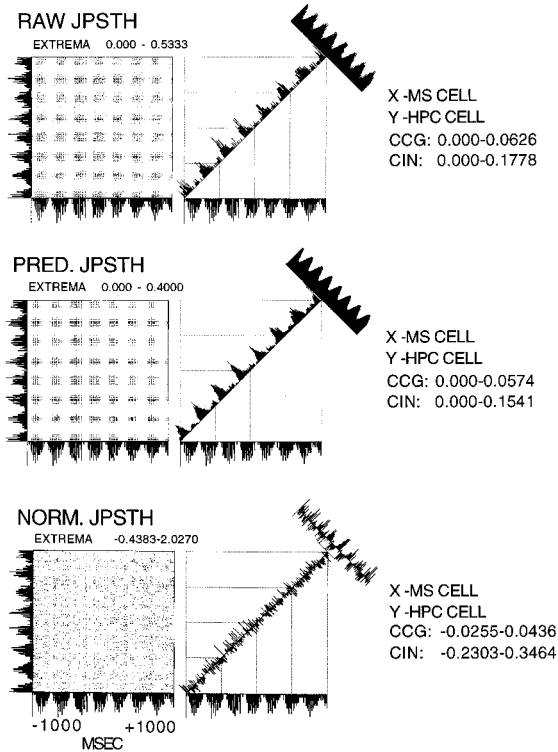 RAW JPSTH
EXTREMA 0.000 - 0.5333
X -MS CELL
Y -HPC CELL
CCG: 0.000-0.0626
CIN: 0.000-0.1778
PRED. JPSTH
EXTREMA 0.000 - 0.4000
X -MS CELL
Y -HPC CELL
CCG: 0.000-0.0574
CIN: 0.000-0.1541
NORM. JPSTH
EXTREMA -0.4383-2.0270
X -MS CELL
Y -HPC CELL
CCG: -0.0255-0.0436
CIN: -0.2303-0.3464
-1000 +1000
MSEC